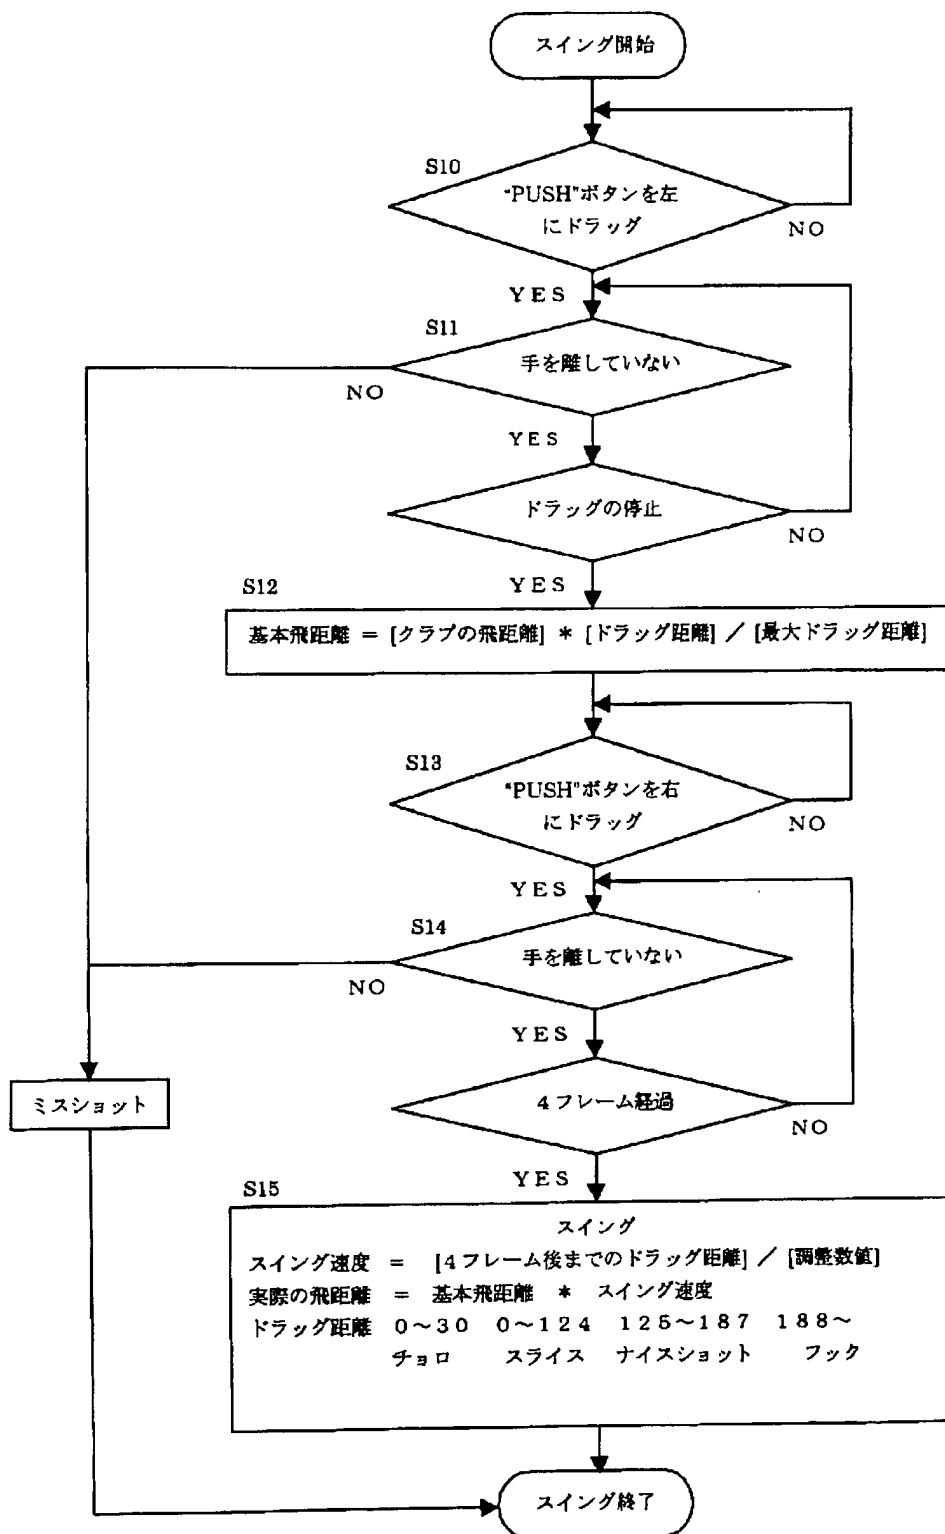 スイング開始
S10
“PUSH”ボタンを左
にドラッグ
NO
YES
S11
手を離していない
NO
YES
ドラッグの停止
NO
YES
S12
基本飛距離 = [クラブの飛距離] * [ドラッグ距離] / [最大ドラッグ距離]
S13
“PUSH”ボタンを右
にドラッグ
NO
YES
S14
手を離していない
NO
YES
4フレーム経過
NO
ミスショット
YES
S15
スイング
スイング速度 = [4フレーム後までのドラッグ距離] / [調整数値]
実際の飛距離 = 基本飛距離 * スイング速度
ドラッグ距離 0~30 0~124 125~187 188~
チョロ スライス ナイスショット フック
スイング終了